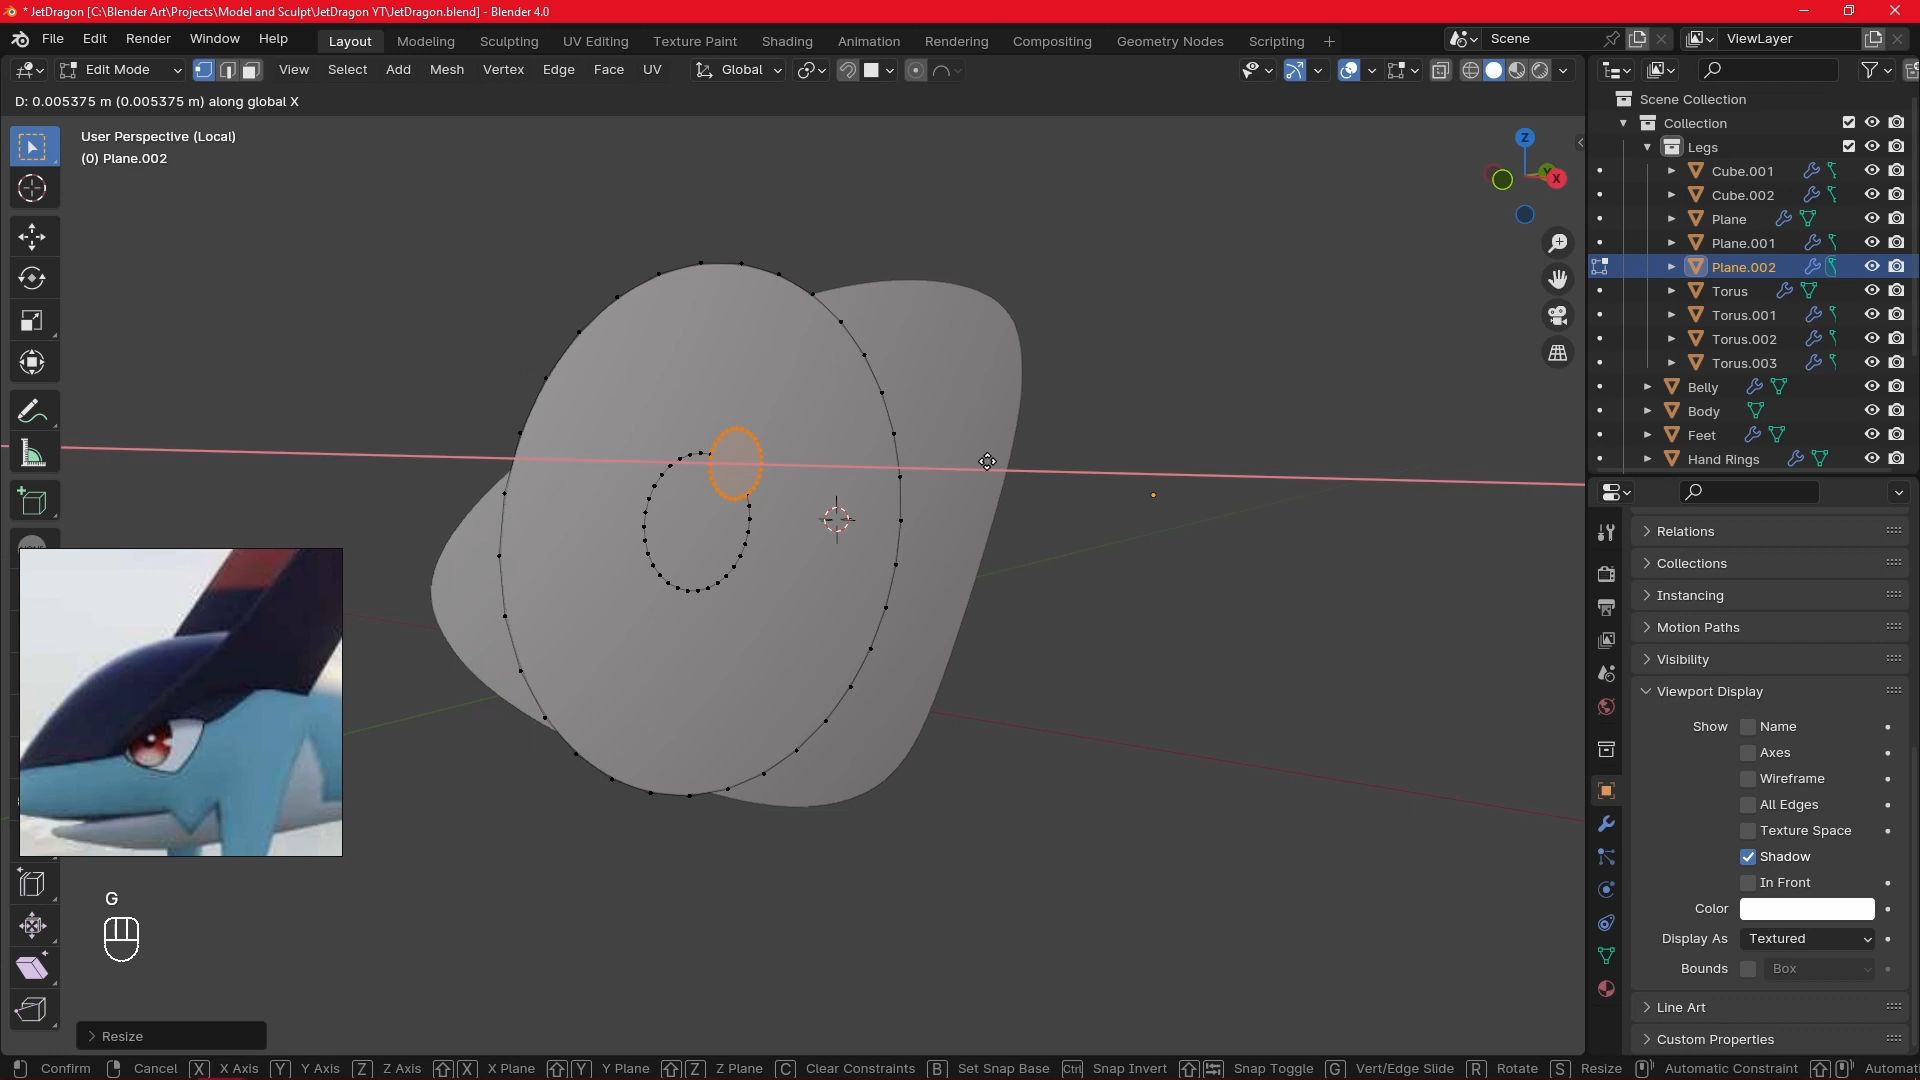 * JetDragon [C:\Blender Art\Projects\Model and Sculpt\JetDragon YT\JetDragon.blend] - Blender 4.0
File Edit Render Window Help
Layout Modeling Sculpting UV Editing Texture Paint Shading Animation Rendering Compositing Geometry Nodes Scripting
Scene
ViewLayer
Edit Mode
View Select Add Mesh Vertex Edge Face UV
Global
D: 0.005375 m (0.005375 m) along global X
User Perspective (Local)
(0) Plane.002
Z
Y
X
Scene Collection
Collection
Legs
Cube.001
Cube.002
Plane
Plane.001
Plane.002
Torus
Torus.001
Torus.002
Torus.003
Belly
Body
Feet
Hand Rings
Relations
Collections
Instancing
Motion Paths
Visibility
Viewport Display
Show Name
Axes
Wireframe
All Edges
Texture Space
Shadow
In Front
Color
Display As Textured
Bounds Box
Line Art
Custom Properties
G
Resize
Confirm Cancel X X Axis Y Y Axis Z Z Axis X X Plane Y Y Plane Z Z Plane C Clear Constraints B Set Snap Base Ctrl Snap Invert Snap Toggle G Vert/Edge Slide R Rotate S Resize Automatic Constraint Automat